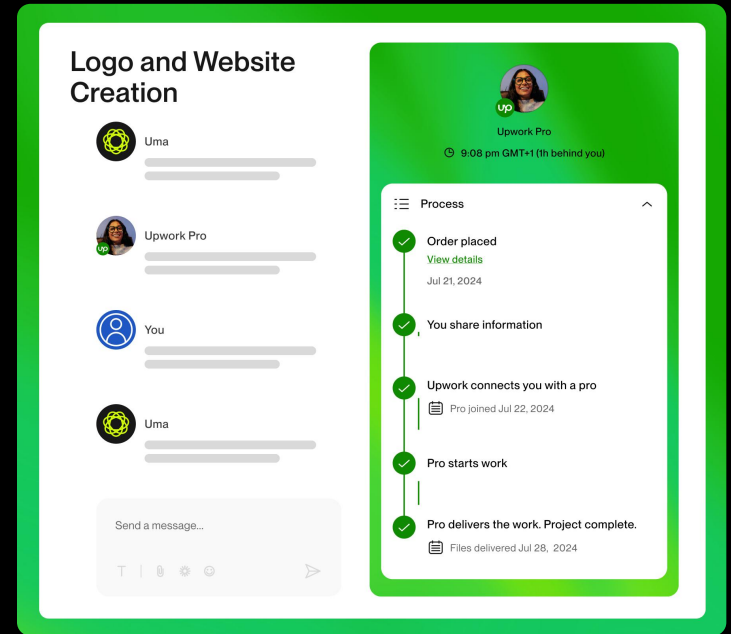 Logo and Website
Creation
Uma
Upwork Pro
You
Uma
Send a message...
T
up
up
Upwork Pro
9:08 pm GMT+1 (1h behind you)
Process
Order placed
View details
Jul 21, 2024
You share information
Upwork connects you with a pro
Pro joined Jul 22, 2024
Pro starts work
Pro delivers the work. Project complete.
Files delivered Jul 28, 2024